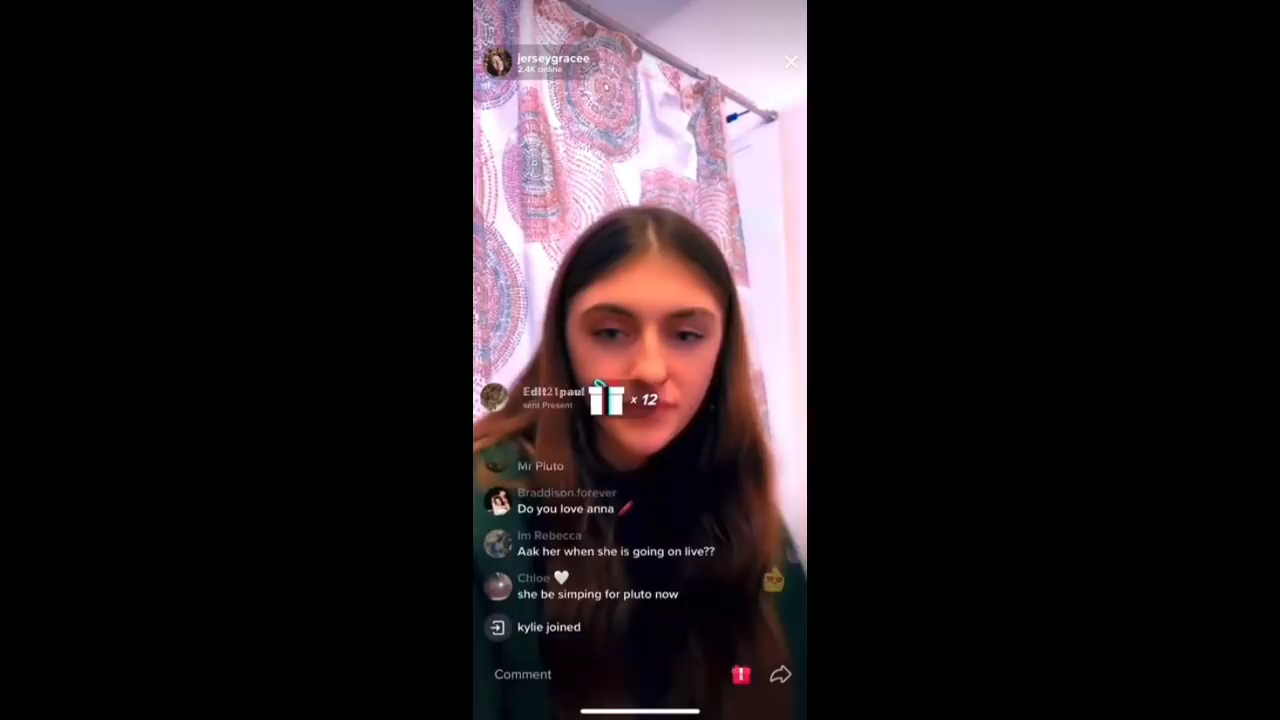 jerseygracee
2.4K online
Edit21paul
sent Present
x 12
Mr Pluto
Braddison.forever
Do you love anna
Im Rebecca
Aak her when she is going on live??
Chloe 🤍
she be simping for pluto now
kylie joined
Comment